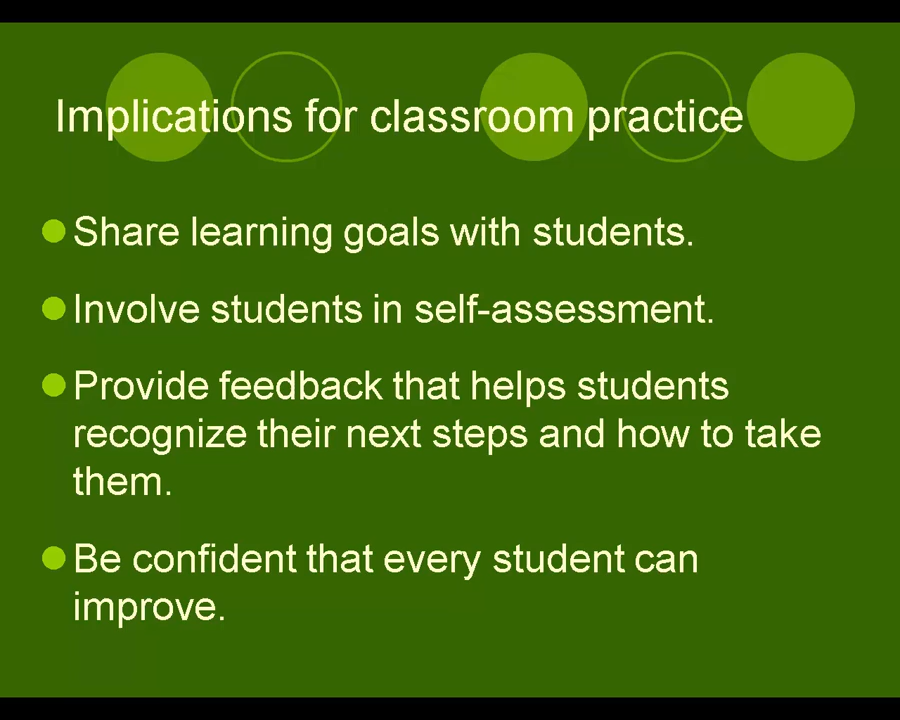 Implications for classroom practice
Share learning goals with students.
Involve students in self-assessment.
Provide feedback that helps students
recognize their next steps and how to take
them.
Be confident that every student can
improve.